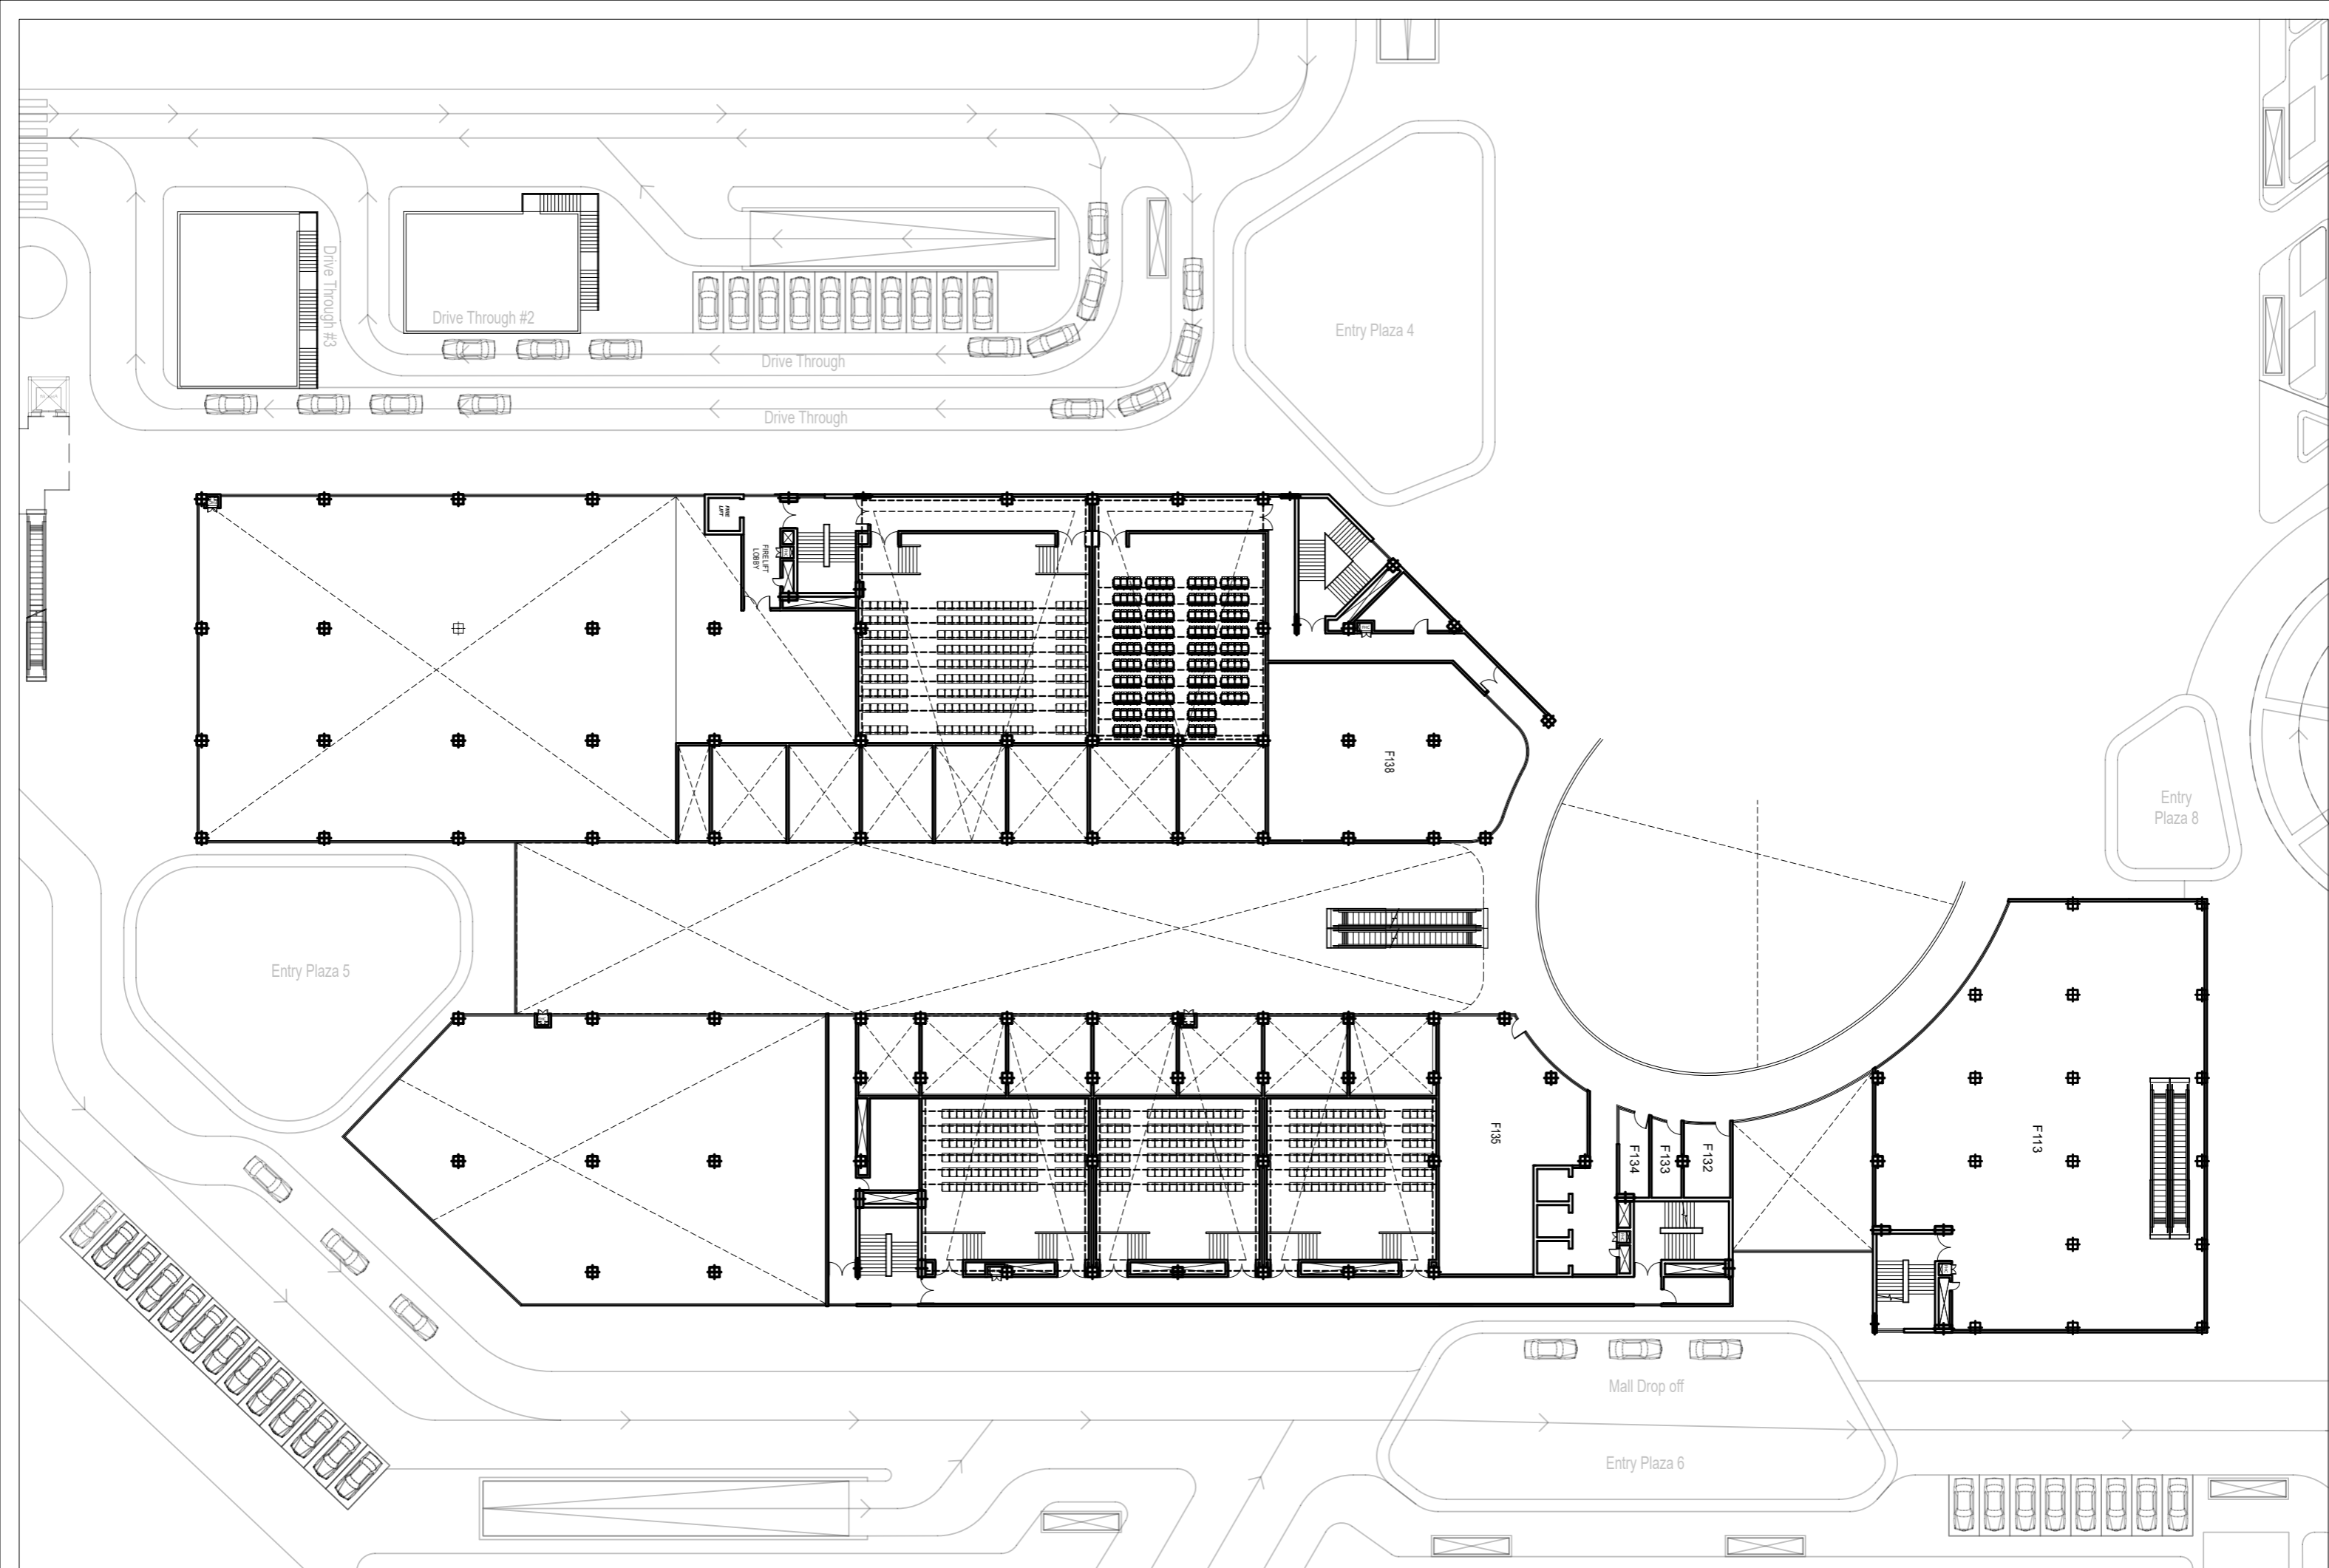 Drive Through #3
Drive Through #2
Entry Plaza 4
Drive Through
Drive Through
FIRE
LIFT
FIRE LIFT
LOBBY
F138
Entry
Plaza 8
Entry Plaza 5
F135
F134
F133
F132
F113
Mall Drop off
Entry Plaza 6